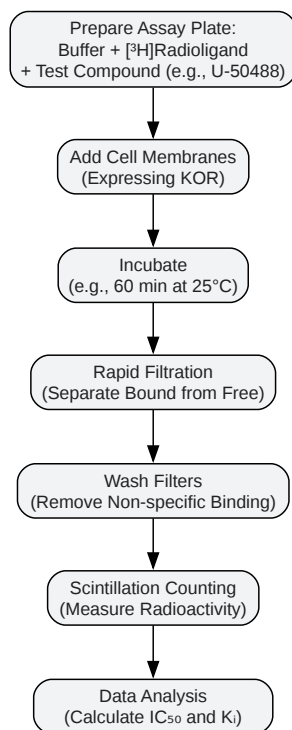 Prepare Assay Plate:
Buffer + [³H]Radioligand
+ Test Compound (e.g., U-50488)
Add Cell Membranes
(Expressing KOR)
Incubate
(e.g., 60 min at 25°C)
Rapid Filtration
(Separate Bound from Free)
Wash Filters
(Remove Non-specific Binding)
Scintillation Counting
(Measure Radioactivity)
Data Analysis
(Calculate IC₅₀ and Kᵢ)